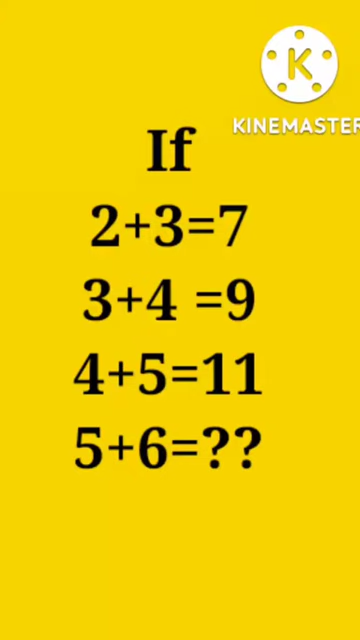 KINEMASTER
If
2+3=7
3+4 =9
4+5=11
5+6=??